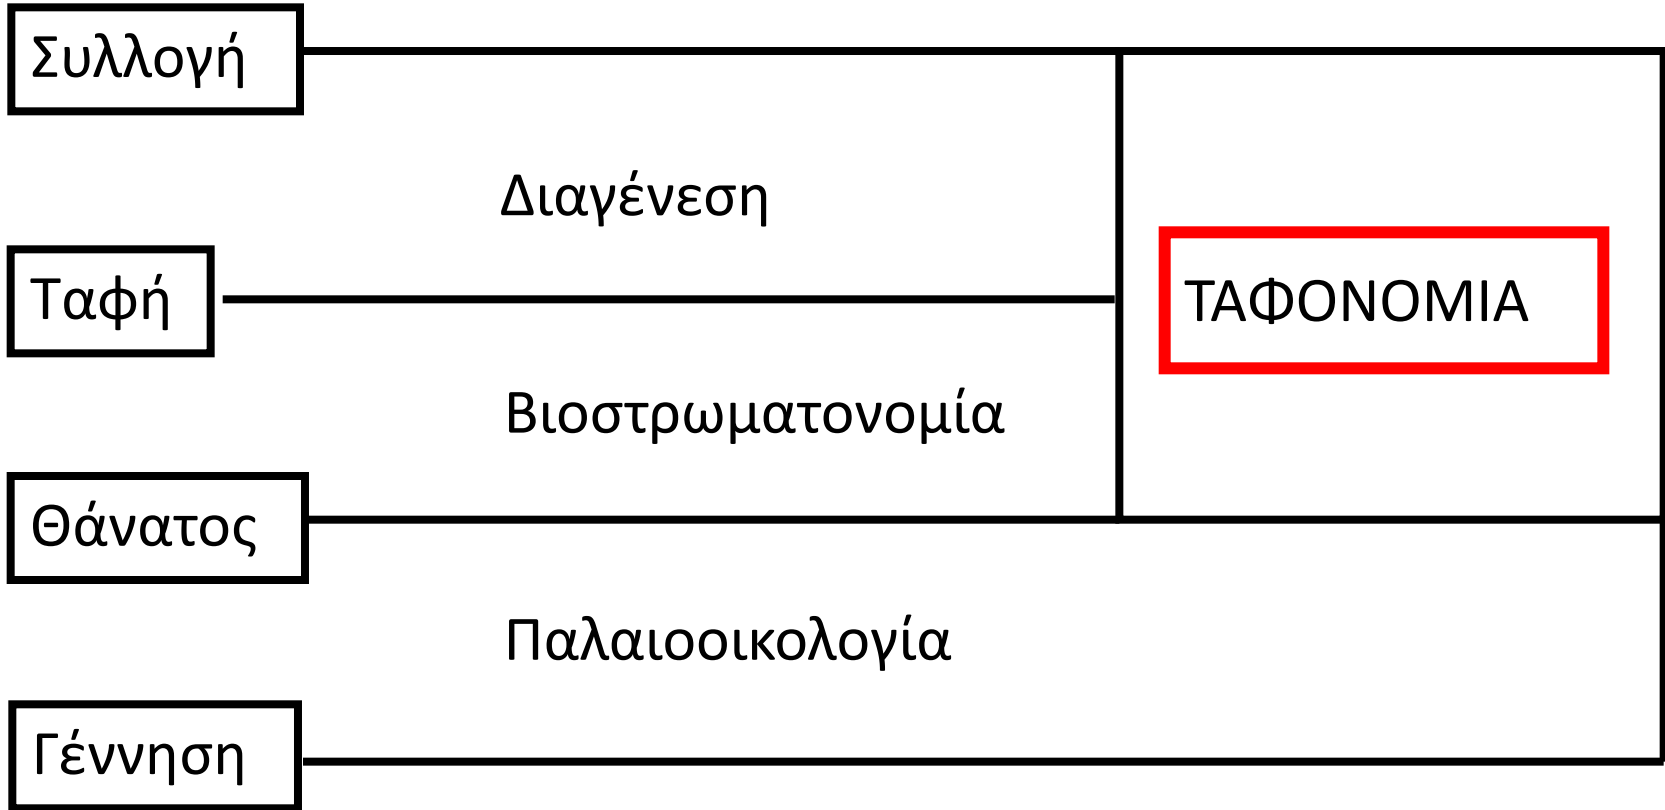 Συλλογή
Διαγένεση
Ταφή
ΤΑΦΟΝΟΜΙΑ
Βιοστρωματονομία
Θάνατος
Παλαιοοικολογία
Γέννηση